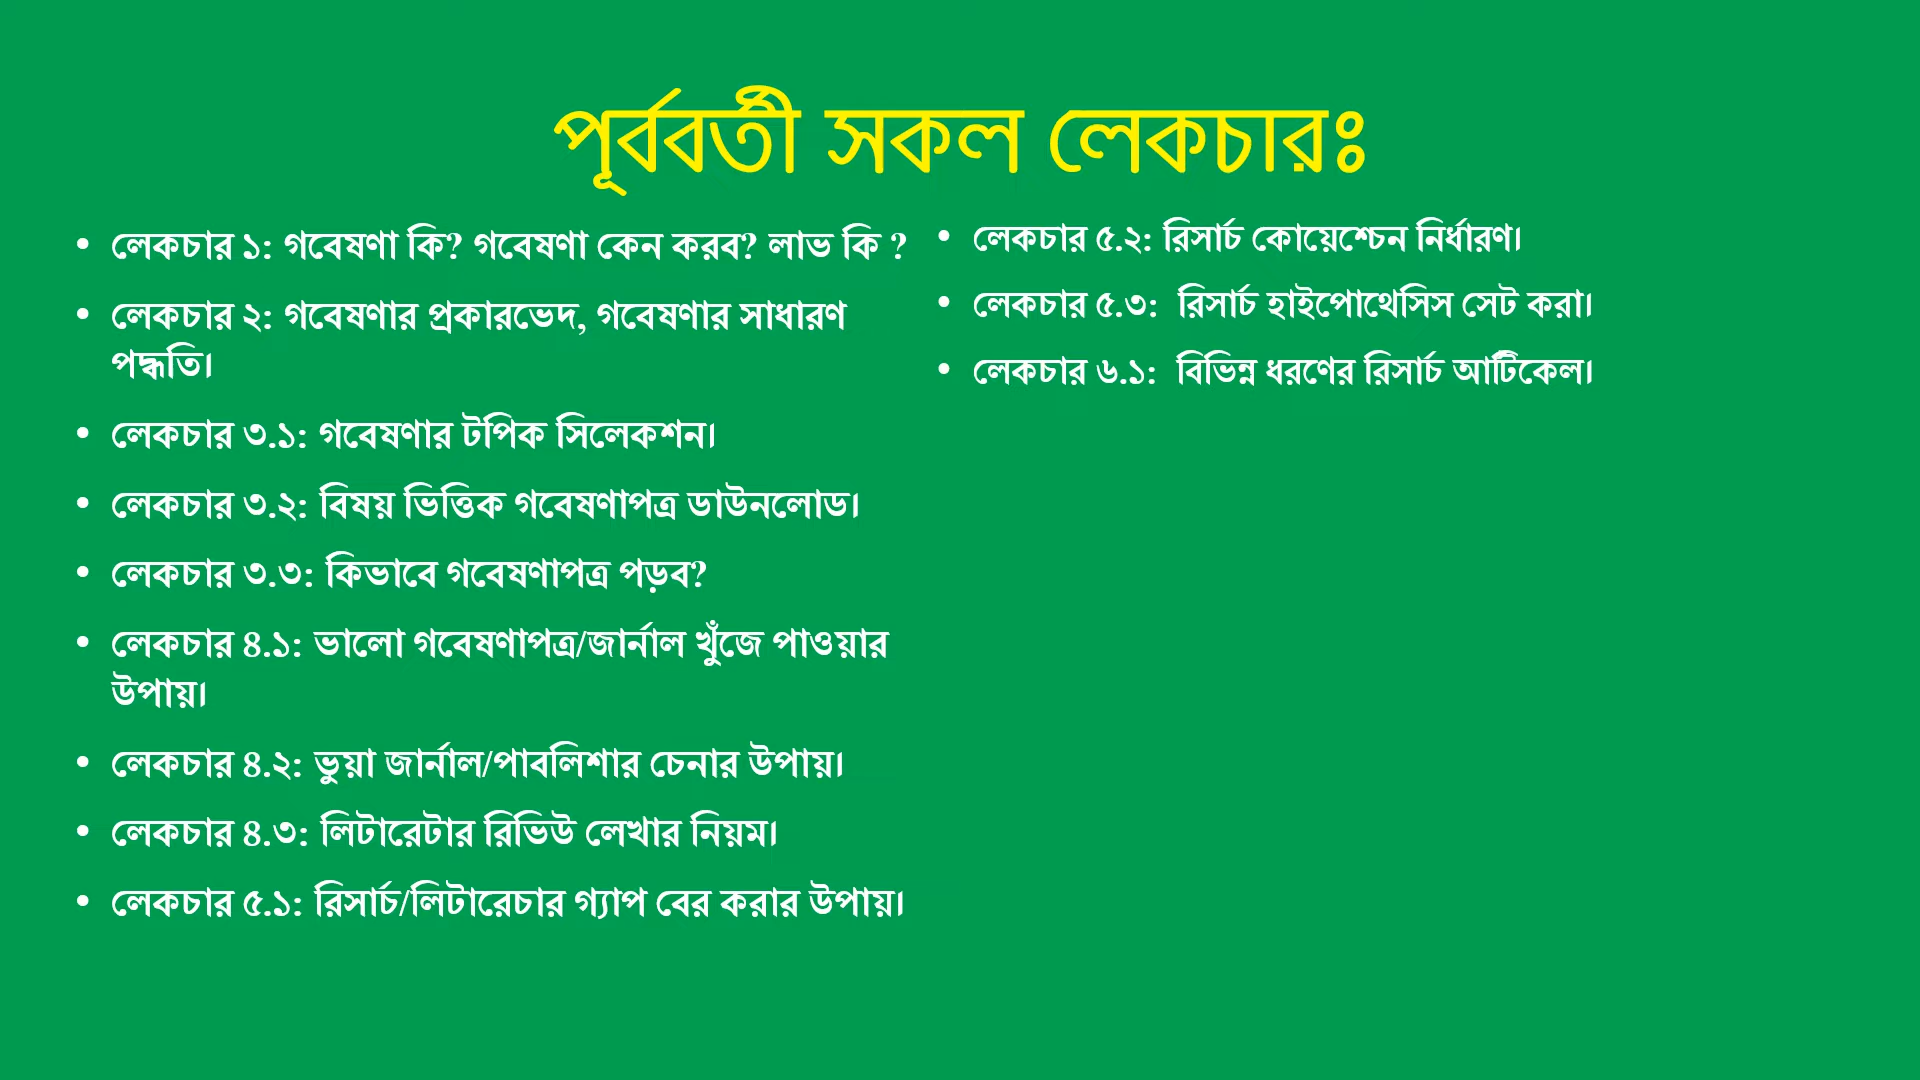 পূর্ববর্তী সকল লেকচারঃ
• লেকচার ১: গবেষণা কি? গবেষণা কেন করব? লাভ কি ?
• লেকচার ২: গবেষণার প্রকারভেদ, গবেষণার সাধারণ
পদ্ধতি।
• লেকচার ৩.১: গবেষণার টপিক সিলেকশন।
• লেকচার ৩.২: বিষয় ভিত্তিক গবেষণাপত্র ডাউনলোড।
• লেকচার ৩.৩: কিভাবে গবেষণাপত্র পড়ব?
• লেকচার ৪.১: ভালো গবেষণাপত্র/জার্নাল খুঁজে পাওয়ার
উপায়।
• লেকচার ৪.২: ভুয়া জার্নাল/পাবলিশার চেনার উপায়।
• লেকচার ৪.৩: লিটারেটার রিভিউ লেখার নিয়ম।
• লেকচার ৫.১: রিসার্চ/লিটারেচার গ্যাপ বের করার উপায়।
• লেকচার ৫.২: রিসার্চ কোয়েশ্চেন নির্ধারণ।
• লেকচার ৫.৩: রিসার্চ হাইপোথেসিস সেট করা।
• লেকচার ৬.১: বিভিন্ন ধরণের রিসার্চ আর্টিকেল।